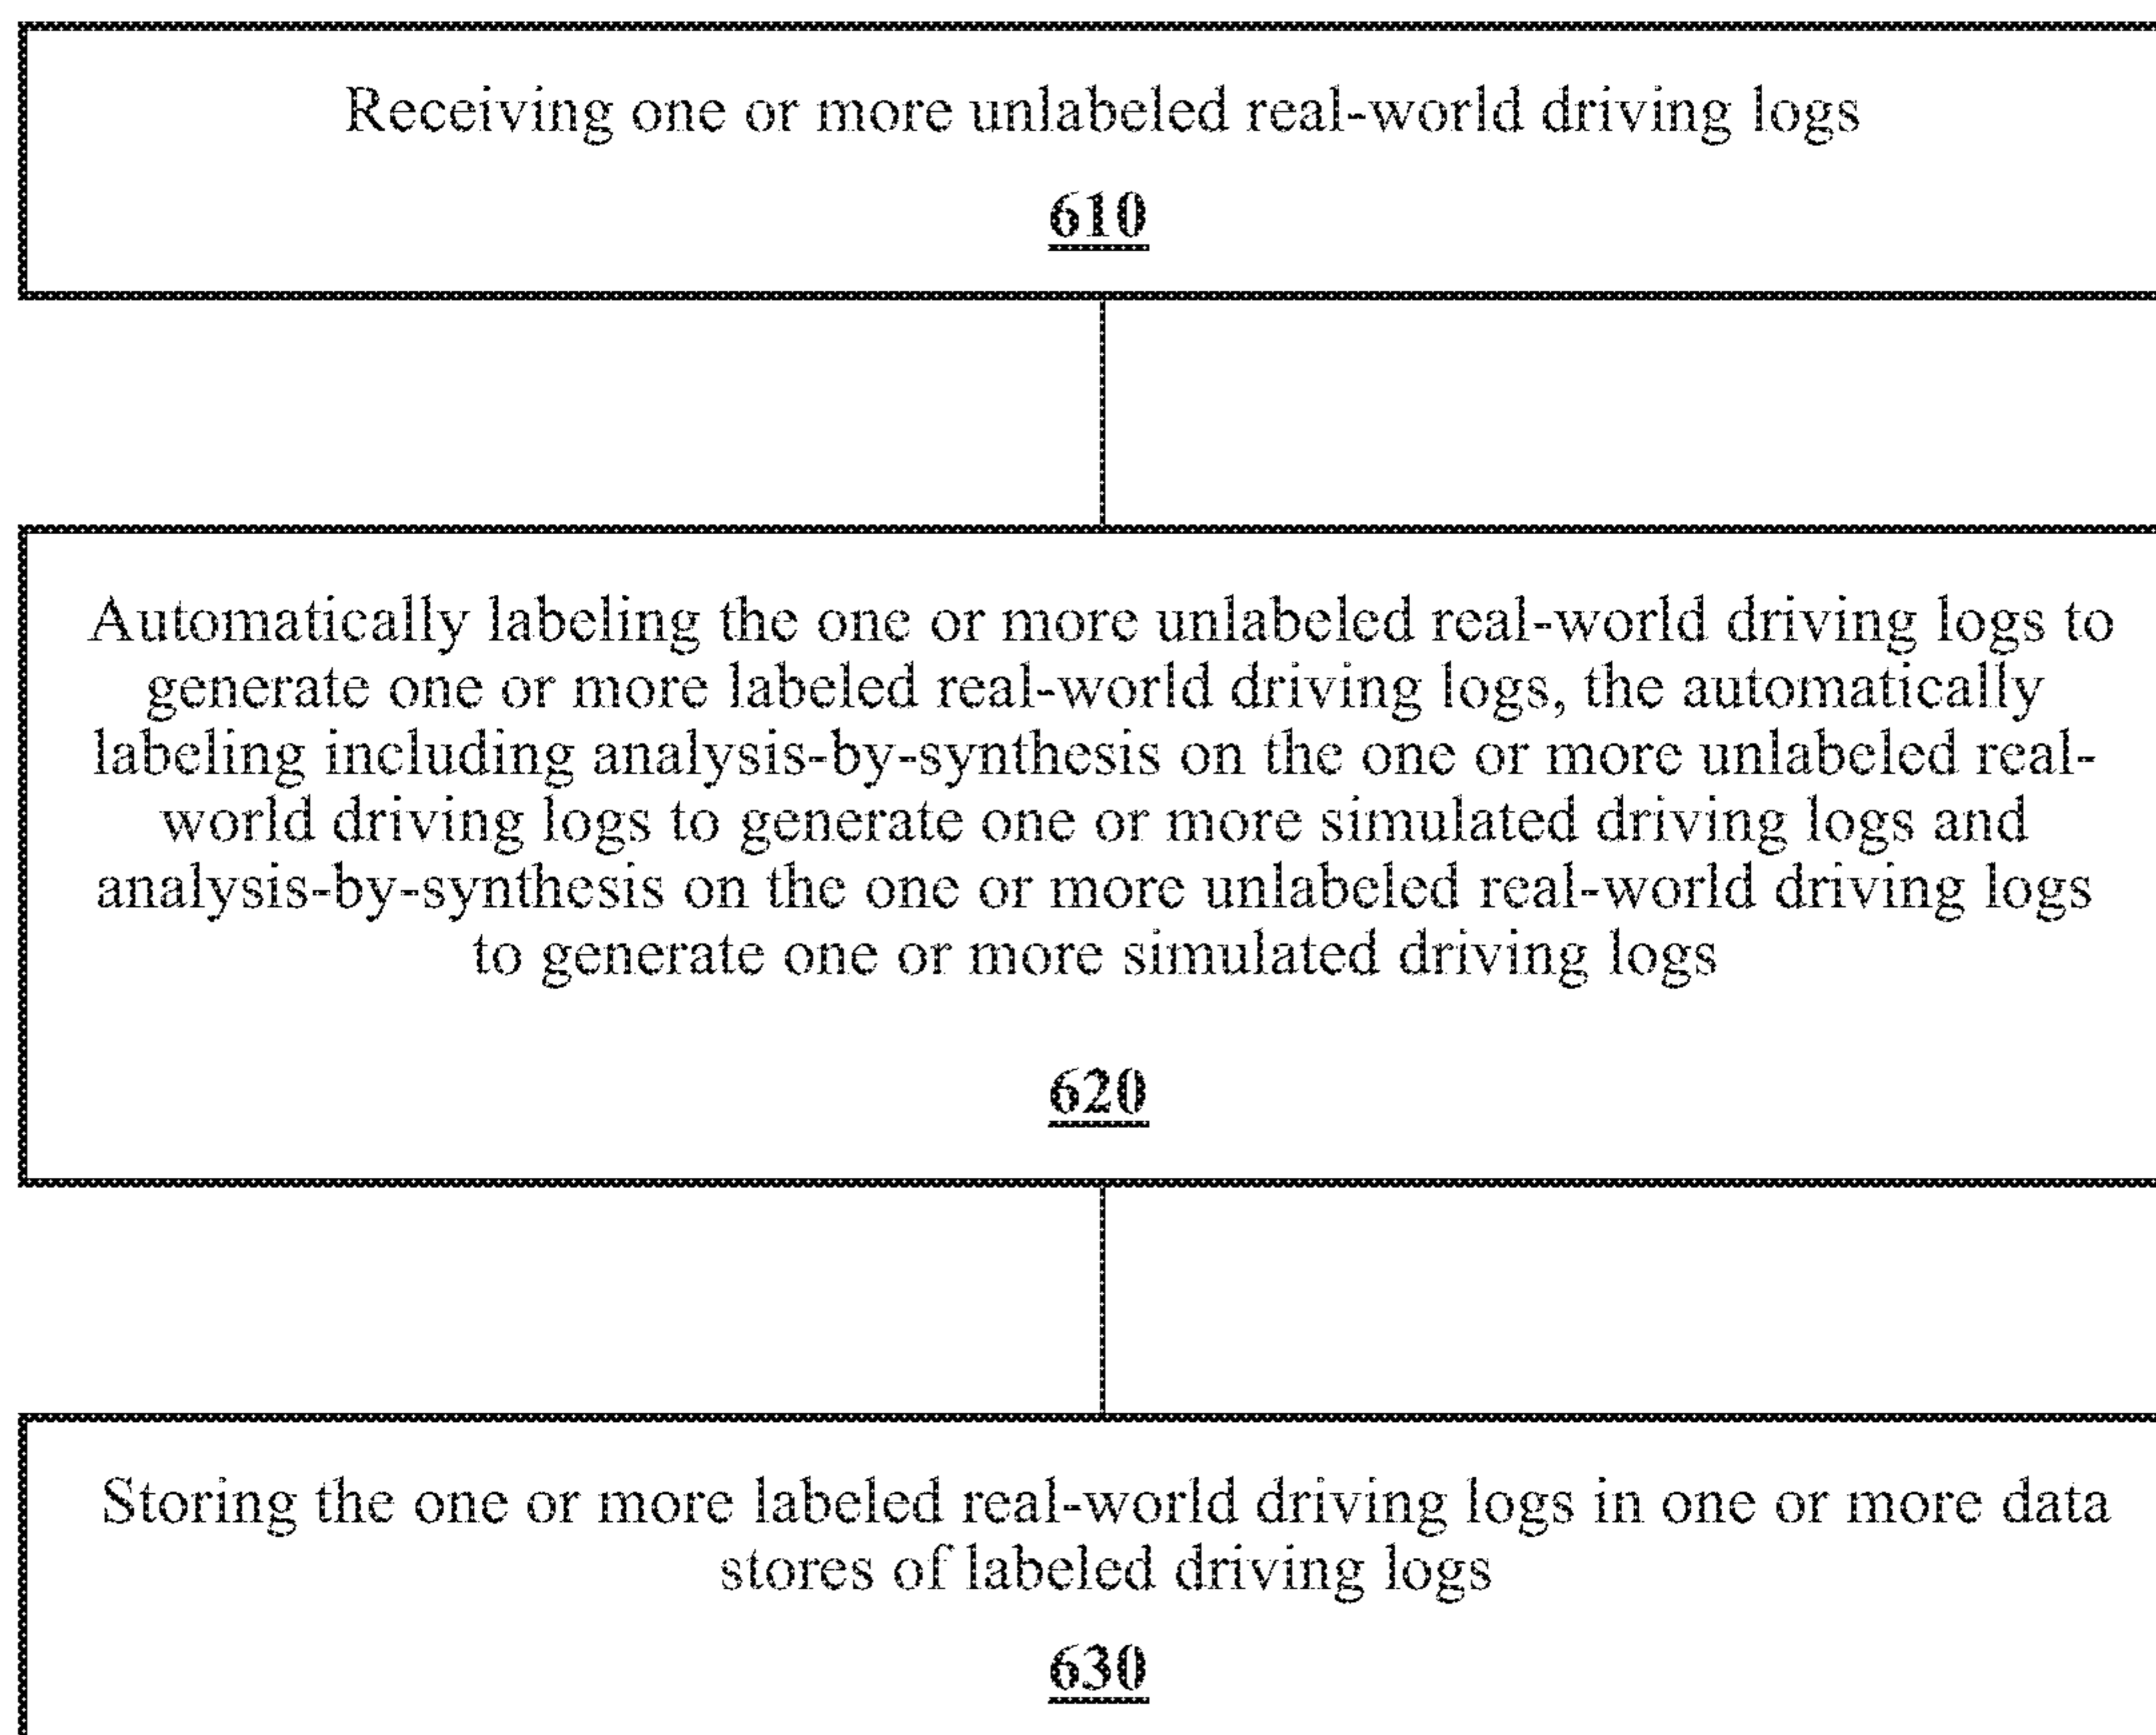 Receiving one or more unlabeled real-world driving logs
610
Automatically labeling the one or more unlabeled real-world driving logs to
generate one or more labeled real-world driving logs, the automatically
labeling including analysis-by-synthesis on the one or more unlabeled real-
world driving logs to generate one or more simulated driving logs and
analysis-by-synthesis on the one or more unlabeled real-world driving logs
to generate one or more simulated driving logs
620
Storing the one or more labeled real-world driving logs in one or more data
stores of labeled driving logs
630